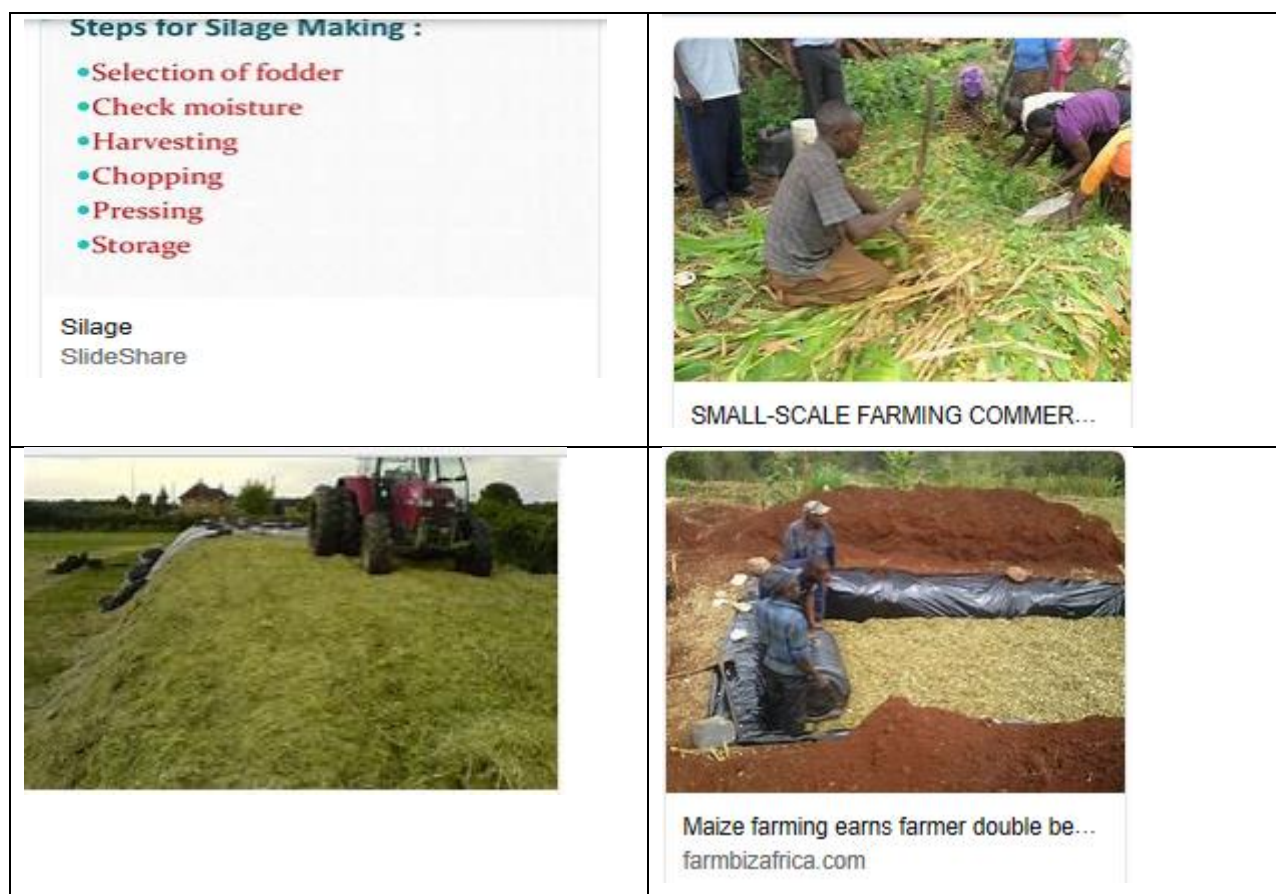 Steps for Silage Making :
•Selection of fodder
•Check moisture
•Harvesting
•Chopping
•Pressing
•Storage
Silage
SlideShare
SMALL-SCALE FARMING COMMER...
Maize farming earns farmer double be...
farmbizafrica.com